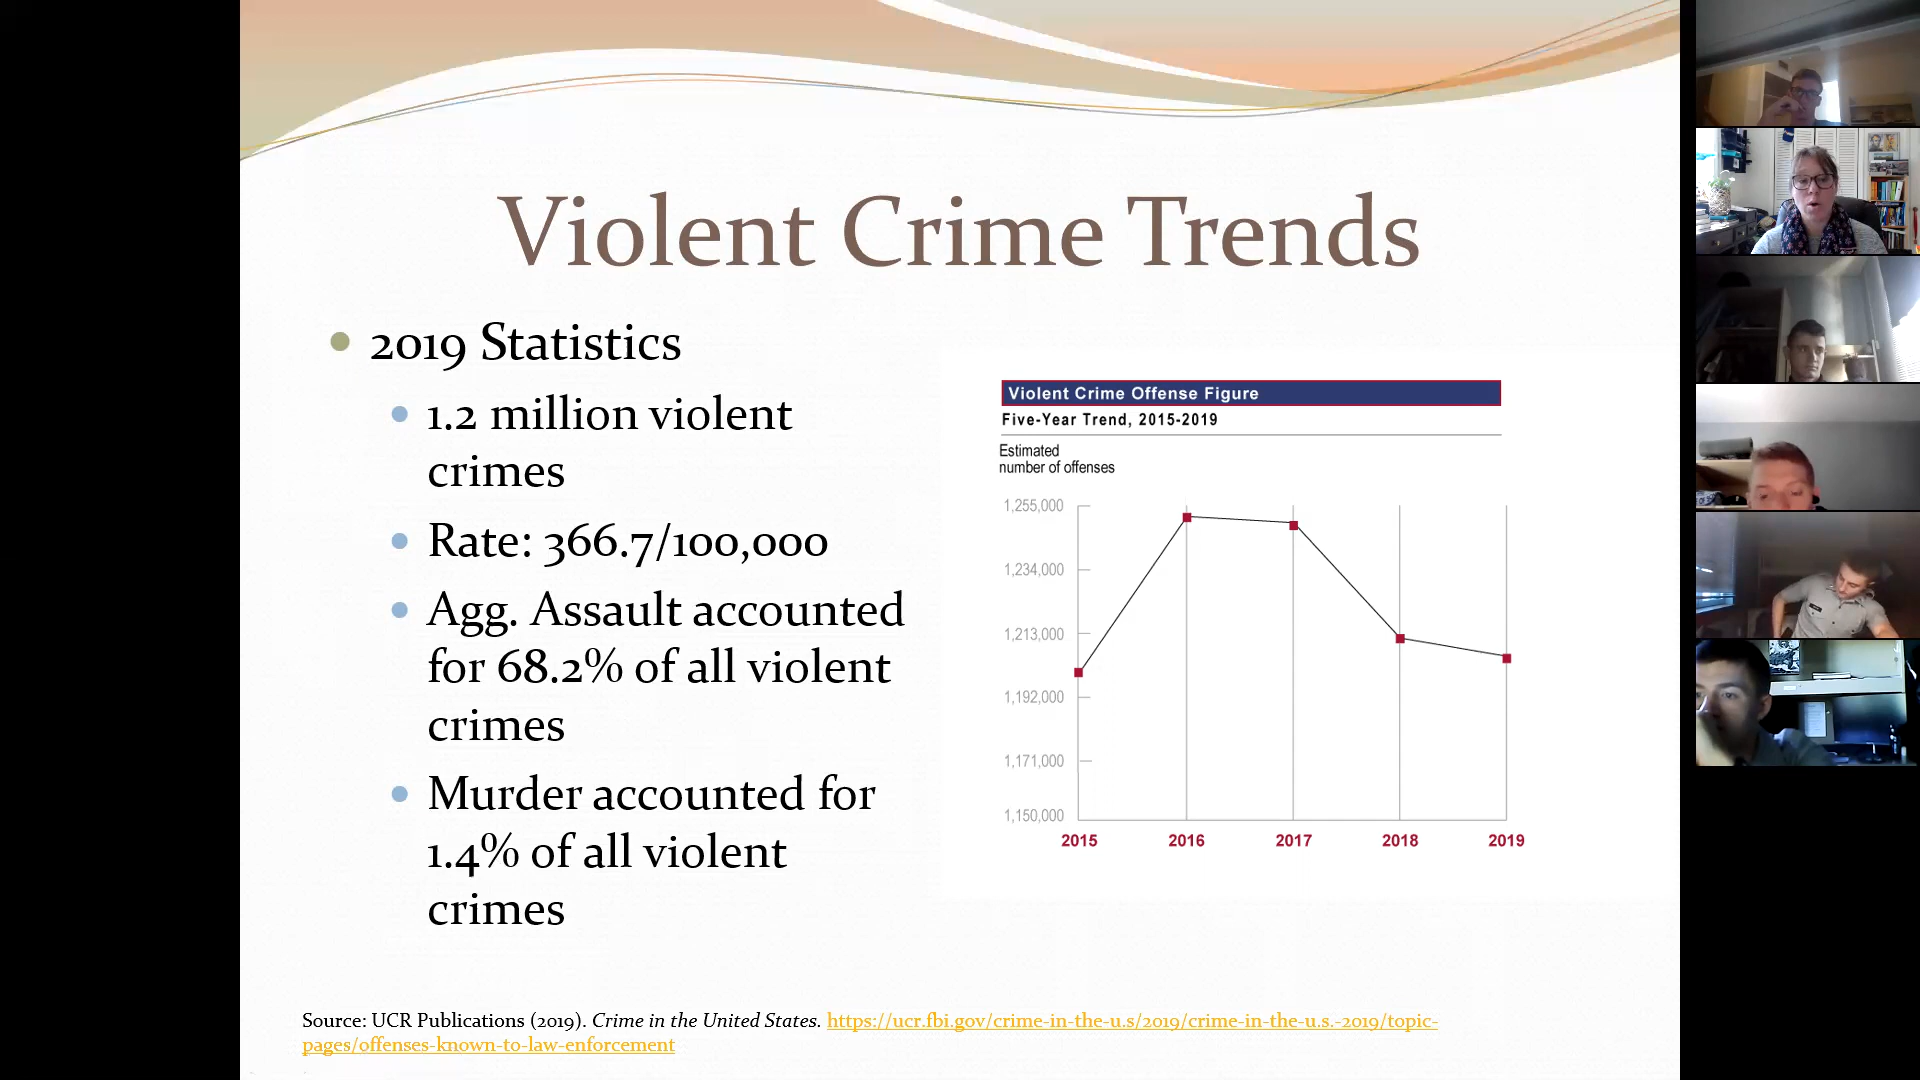 Violent Crime Trends
2019 Statistics
1.2 million violent
crimes
Rate: 366.7/100,000
Agg. Assault accounted
for 68.2% of all violent
crimes
Murder accounted for
1.4% of all violent
crimes
Violent Crime Offense Figure
Five-Year Trend, 2015-2019
Estimated
number of offenses
1,255,000
1,234,000
1,213,000
1,192,000
1,171,000
1,150,000
2015 2016 2017 2018 2019
Source: UCR Publications (2019). Crime in the United States. https://ucr.fbi.gov/crime-in-the-u.s/2019/crime-in-the-u.s.-2019/topic-
pages/offenses-known-to-law-enforcement